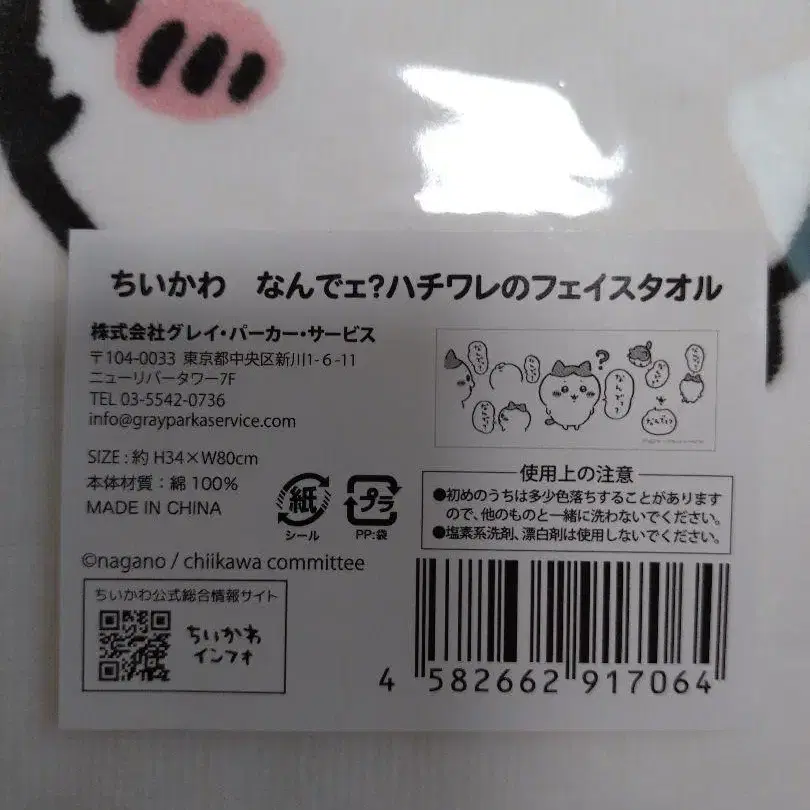 ちいかわ なんでェ?ハチワレのフェイスタオル
株式会社グレイ・パーカー・サービス
〒104-0033 東京都中央区新川1-6-11
ニューリバータワー7F
TEL 03-5542-0736
info@grayparkaservice.com
SIZE : 約 H34×W80cm
本体材質 : 綿 100%
MADE IN CHINA
紙
シール
プラ
PP:袋
©nagano / chiikawa committee
ちいかわ公式総合情報サイト
ちいかわ
インフォ
?
なんでェ?
なんでェ?
使用上の注意
●初めのうちは多少色落ちすることがあります
ので、他のものと一緒に洗わないでください。
●塩素系洗剤、漂白剤は使用しないでください。
4 582662 917064